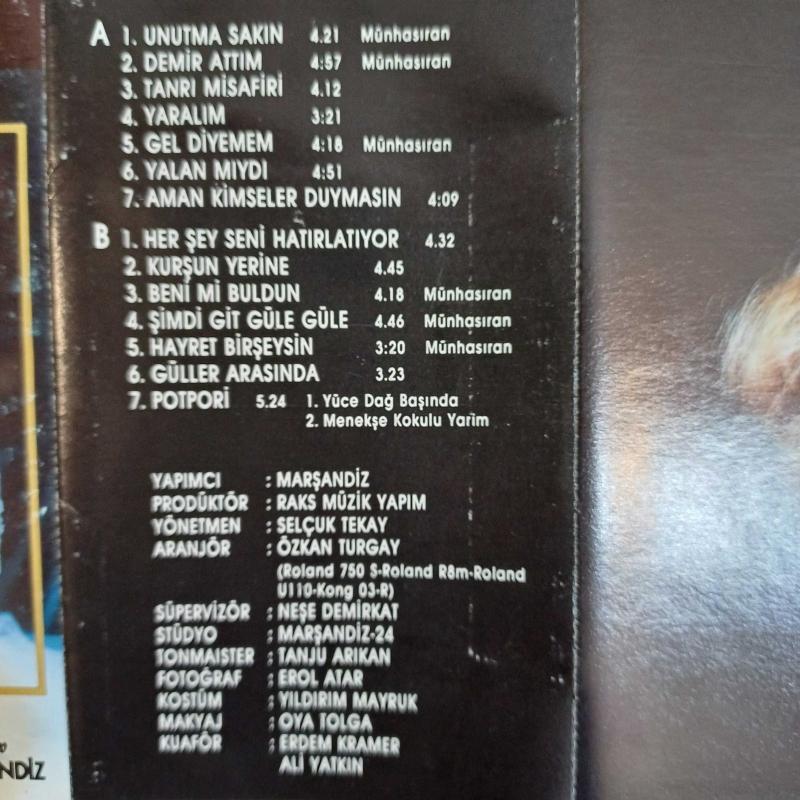 A 1. UNUTMA SAKIN 4.21 Münhasıran
2. DEMİR ATTIM 4:57 Münhasıran
3. TANRI MİSAFİRİ 4.12
4. YARALIM 3:21
5. GEL DİYEMEM 4:18 Münhasıran
6. YALAN MIYDI 4:51
7. AMAN KİMSELER DUYMASIN 4:09
B 1. HER ŞEY SENİ HATIRLATIYOR 4.32
2. KURŞUN YERİNE 4.45
3. BENİ Mİ BULDUN 4.18 Münhasıran
4. ŞİMDİ GİT GÜLE GÜLE 4.46 Münhasıran
5. HAYRET BİRŞEYSİN 3:20 Münhasıran
6. GÜLLER ARASINDA 3.23
7. POTPORİ 5.24 1. Yüce Dağ Başında
2. Menekşe Kokulu Yarim
YAPIMCI : MARŞANDİZ
PRODÜKTÖR : RAKS MÜZİK YAPIM
YÖNETMEN : SELÇUK TEKAY
ARANJÖR : ÖZKAN TURGAY
(Roland 750 S-Roland R8m-Roland
U110-Kong 03-R)
SÜPERVİZÖR : NEŞE DEMİRKAT
STÜDYO : MARŞANDİZ-24
TONMAISTER : TANJU ARIKAN
FOTOĞRAF : EROL ATAR
KOSTÜM : YILDIRIM MAYRUK
MAKYAJ : OYA TOLGA
KUAFÖR : ERDEM KRAMER
ALİ YATKIN
NDİZ